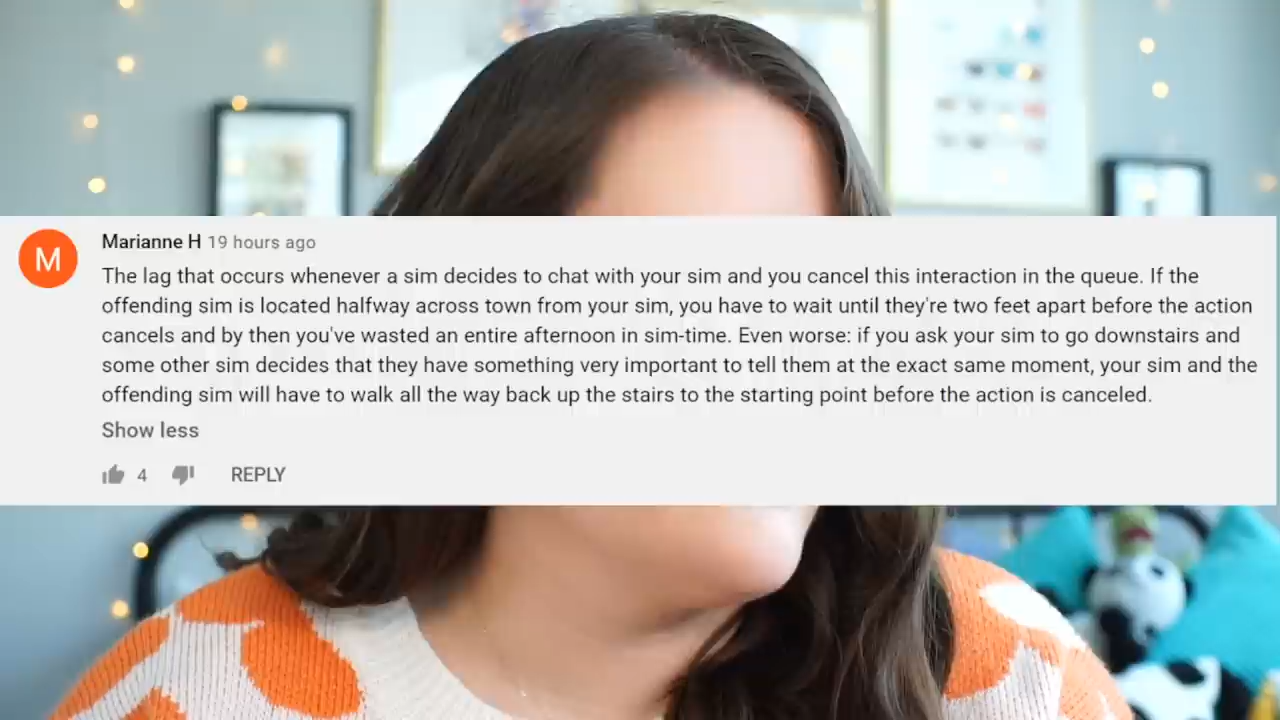 M
Marianne H 19 hours ago
The lag that occurs whenever a sim decides to chat with your sim and you cancel this interaction in the queue. If the
offending sim is located halfway across town from your sim, you have to wait until they're two feet apart before the action
cancels and by then you've wasted an entire afternoon in sim-time. Even worse: if you ask your sim to go downstairs and
some other sim decides that they have something very important to tell them at the exact same moment, your sim and the
offending sim will have to walk all the way back up the stairs to the starting point before the action is canceled.
Show less
4 REPLY